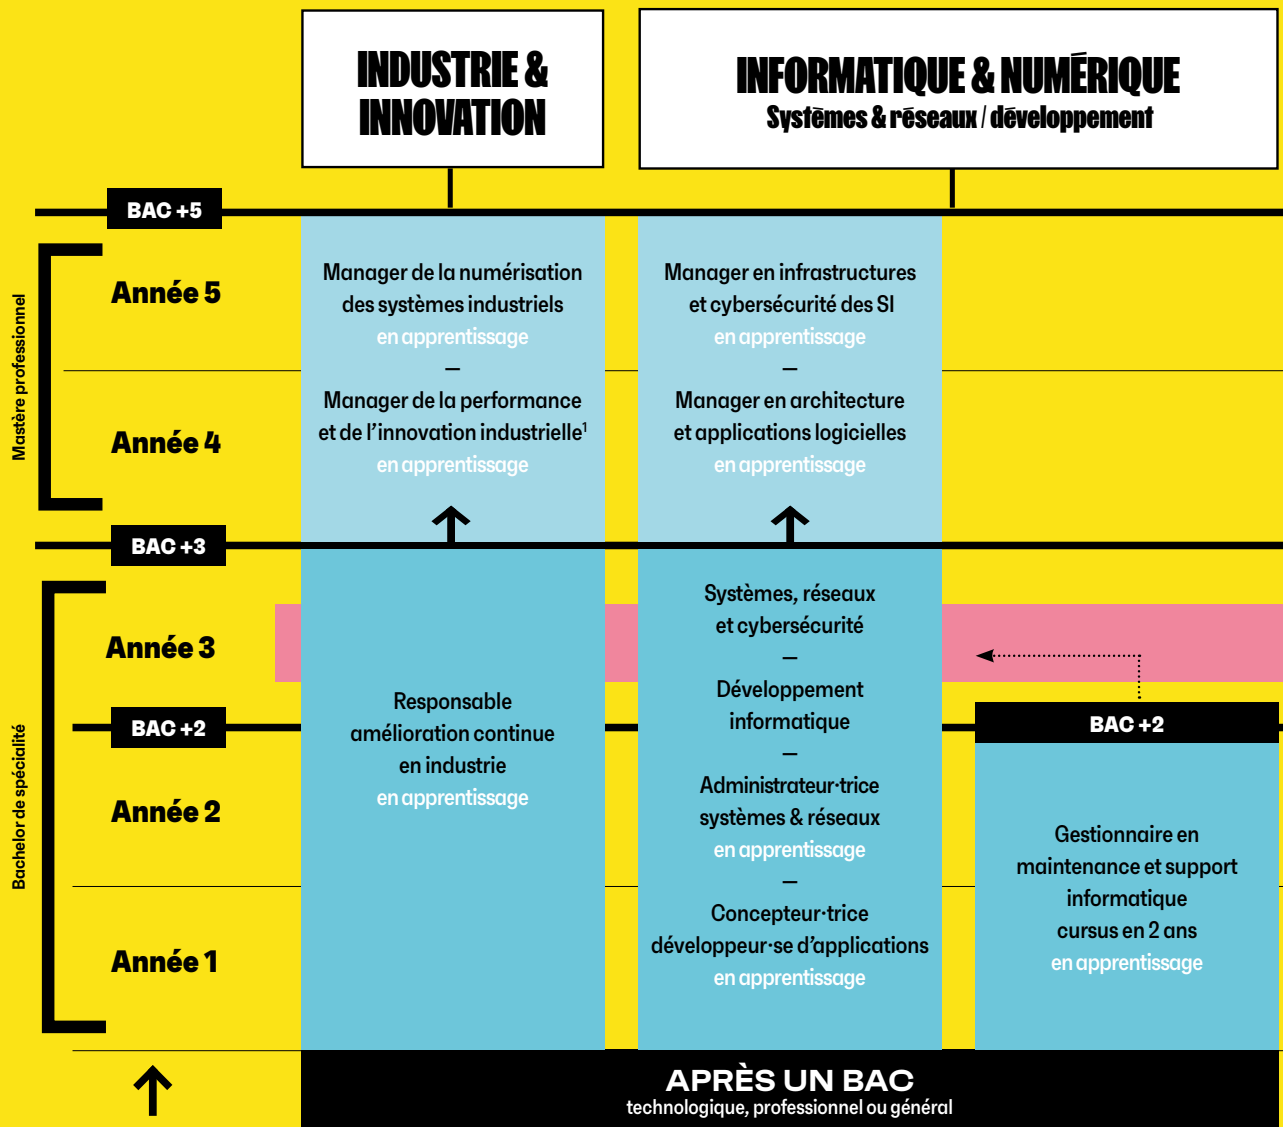 INDUSTRIE &
INNOVATION
INFORMATIQUE & NUMÉRIQUE
Systèmes & réseaux / développement
BAC +5
Mastère professionnel
Année 5
Manager de la numérisation
des systèmes industriels
en apprentissage
—
Manager de la performance
et de l'innovation industrielle¹
en apprentissage
Manager en infrastructures
et cybersécurité des SI
en apprentissage
—
Manager en architecture
et applications logicielles
en apprentissage
Année 4
BAC +3
Bachelor de spécialité
Année 3
BAC +2
Année 2
Année 1
Responsable
amélioration continue
en industrie
en apprentissage
Systèmes, réseaux
et cybersécurité
—
Développement
informatique
—
Administrateur·trice
systèmes & réseaux
en apprentissage
—
Concepteur·trice
développeur·se d'applications
en apprentissage
BAC +2
Gestionnaire en
maintenance et support
informatique
cursus en 2 ans
en apprentissage
APRÈS UN BAC
technologique, professionnel ou général